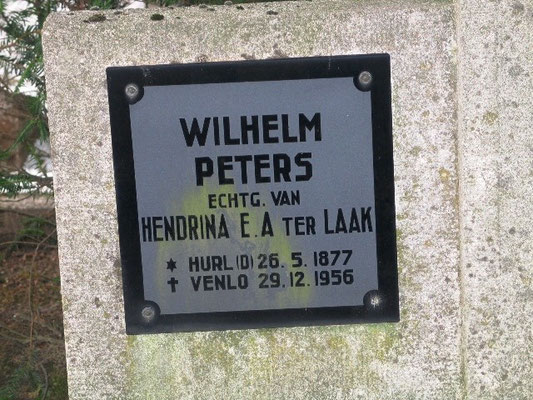 WILHELM
PETERS
ECHTG. VAN
HENDRINA E.A TER LAAK
* HURL (D) 26.5.1877
† VENLO 29.12.1956